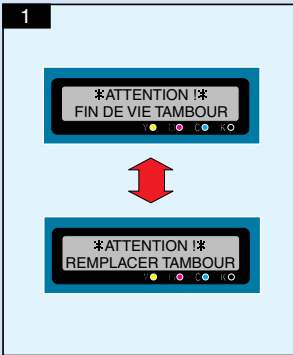 1
*ATTENTION !*
FIN DE VIE TAMBOUR
Y M C K
*ATTENTION !*
REMPLACER TAMBOUR
Y M C K